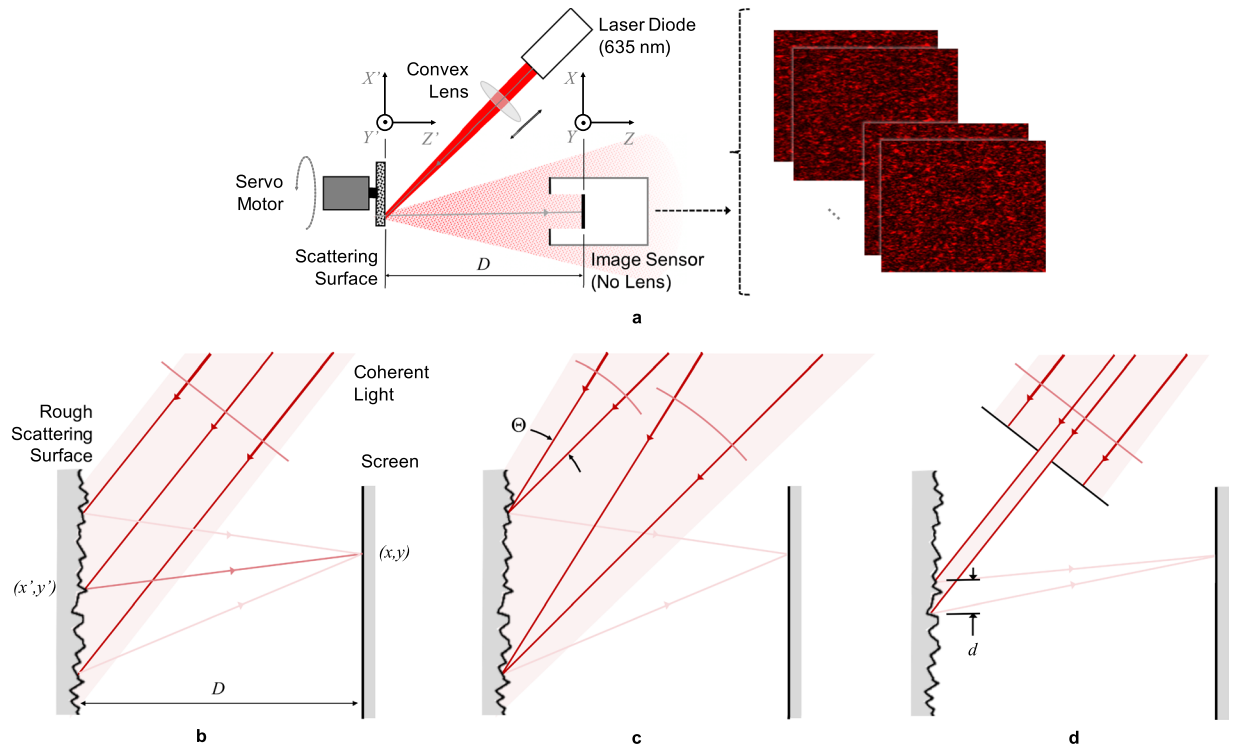 Laser Diode
(635 nm)
Convex
Lens
X’
X
Y’
Z’
Y
Z
Servo
Motor
Scattering
Surface
D
Image Sensor
(No Lens)
a
Rough
Scattering
Surface
Coherent
Light
Screen
(x,y)
(x’,y’)
D
b
Θ
c
d
d